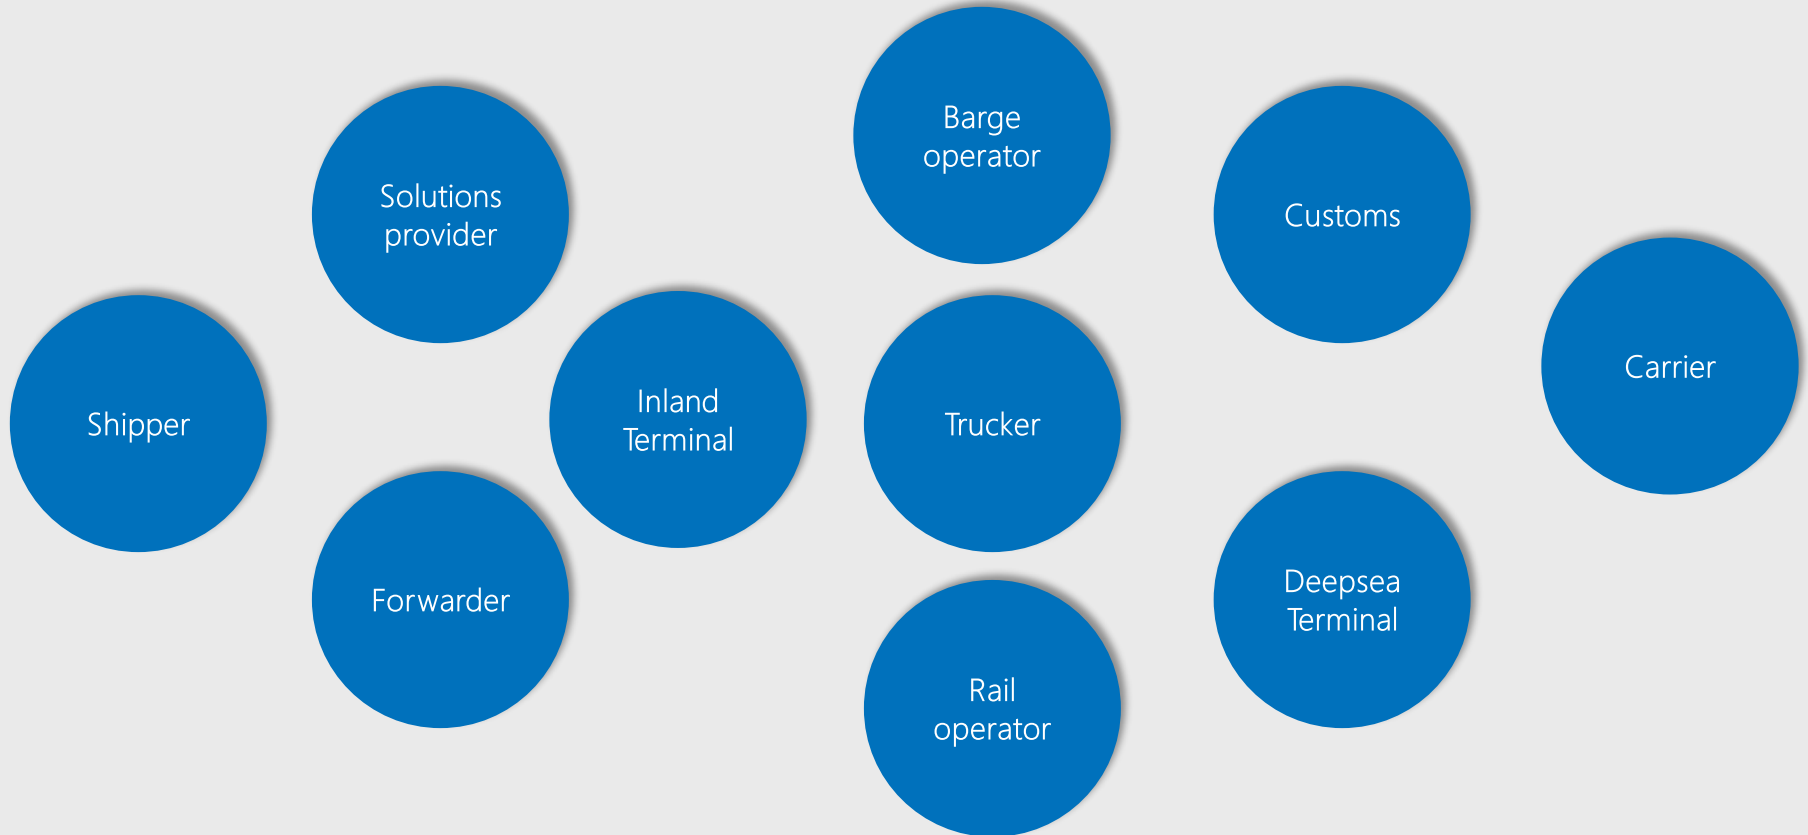 Barge
operator
Solutions
provider
Customs
Carrier
Shipper
Inland
Terminal
Trucker
Forwarder
Deepsea
Terminal
Rail
operator